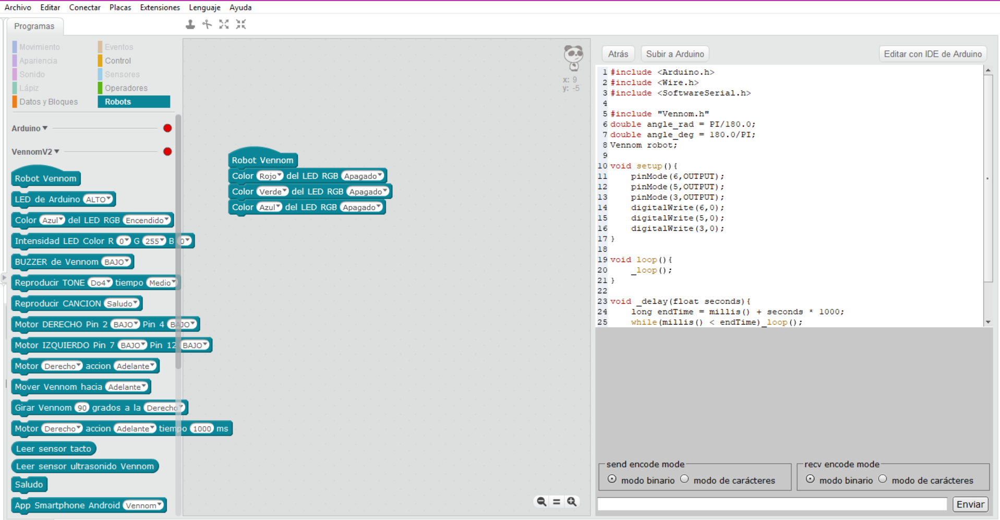 Archivo Editar Conectar Placas Extensiones Lenguaje Ayuda
Programas
Movimiento Eventos
Apariencia Control
Sonido Sensores
Lápiz Operadores
Datos y Bloques Robots
Arduino
VennomV2
Robot Vennom
LED de Arduino ALTO
Color Azul del LED RGB Encendido
Intensidad LED Color R 0 G 255 B 0
BUZZER de Vennom BAJO
Reproducir TONE Do4 tiempo Medio
Reproducir CANCION Saludo
Motor DERECHO Pin 2 BAJO Pin 4 BAJO
Motor IZQUIERDO Pin 7 BAJO Pin 12 BAJO
Motor Derecho accion Adelante
Mover Vennom hacia Adelante
Girar Vennom 90 grados a la Derecho
Motor Derecho accion Adelante tiempo 1000 ms
Leer sensor tacto
Leer sensor ultrasonido Vennom
Saludo
App Smartphone Android Vennom
Robot Vennom
Color Rojo del LED RGB Apagado
Color Verde del LED RGB Apagado
Color Azul del LED RGB Apagado
x: 9
y: -5
Atrás Subir a Arduino Editar con IDE de Arduino
1 #include <Arduino.h>
2 #include <Wire.h>
3 #include <SoftwareSerial.h>
4
5 #include "Vennom.h"
6 double angle_rad = PI/180.0;
7 double angle_deg = 180.0/PI;
8 Vennom robot;
9
10 void setup(){
11 pinMode(6,OUTPUT);
12 pinMode(5,OUTPUT);
13 pinMode(3,OUTPUT);
14 digitalWrite(6,0);
15 digitalWrite(5,0);
16 digitalWrite(3,0);
17 }
18
19 void loop(){
20 _loop();
21 }
22
23 void _delay(float seconds){
24 long endTime = millis() + seconds * 1000;
25 while(millis() < endTime)_loop();
send encode mode
modo binario modo de carácteres
recv encode mode
modo binario modo de carácteres
Enviar